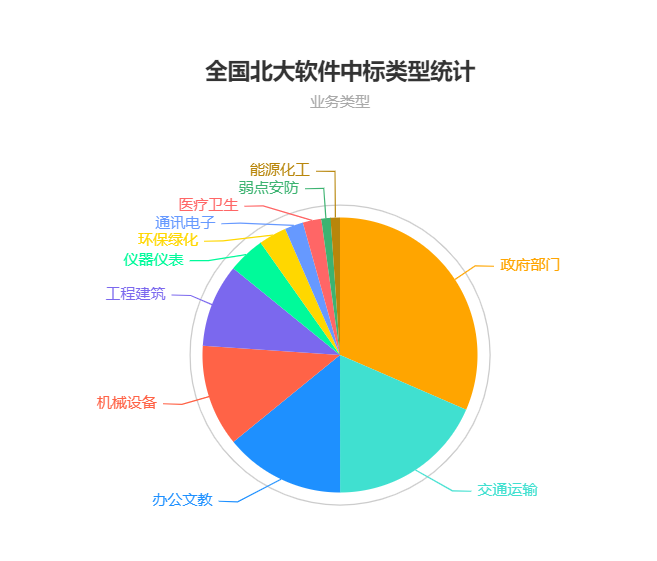 全国北大软件中标类型统计
业务类型
能源化工
弱点安防
医疗卫生
通讯电子
环保绿化
仪器仪表
政府部门
工程建筑
机械设备
交通运输
办公文教